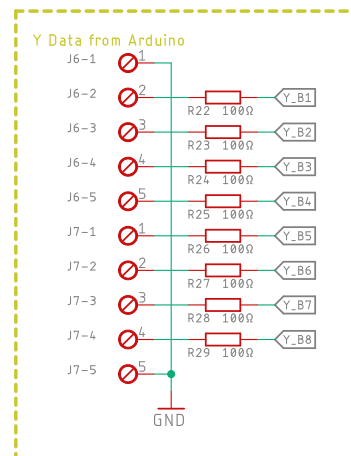 Y Data from Arduino
J6-1 1
J6-2 2 Y_B1
R22 100Ω
J6-3 3 Y_B2
R23 100Ω
J6-4 4 Y_B3
R24 100Ω
J6-5 5 Y_B4
R25 100Ω
J7-1 1 Y_B5
R26 100Ω
J7-2 2 Y_B6
R27 100Ω
J7-3 3 Y_B7
R28 100Ω
J7-4 4 Y_B8
R29 100Ω
J7-5 5
GND